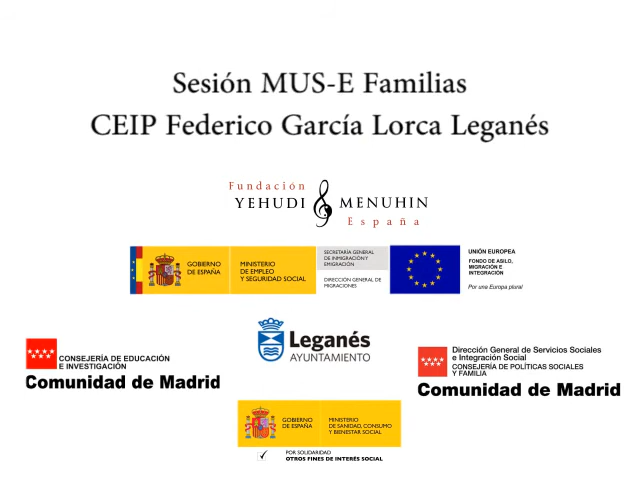 Sesión MUS-E Familias
CEIP Federico García Lorca Leganés
Fundación
YEHUDI MENUHIN
España
GOBIERNO
DE ESPAÑA
MINISTERIO
DE EMPLEO
Y SEGURIDAD SOCIAL
SECRETARÍA GENERAL
DE INMIGRACIÓN Y
EMIGRACIÓN
DIRECCIÓN GENERAL DE
MIGRACIONES
UNIÓN EUROPEA
FONDO DE ASILO,
MIGRACIÓN E
INTEGRACIÓN
Por una Europa plural
CONSEJERÍA DE EDUCACIÓN
E INVESTIGACIÓN
Comunidad de Madrid
Leganés
AYUNTAMIENTO
Dirección General de Servicios Sociales
e Integración Social
CONSEJERÍA DE POLÍTICAS SOCIALES
Y FAMILIA
Comunidad de Madrid
GOBIERNO
DE ESPAÑA
MINISTERIO
DE SANIDAD, CONSUMO
Y BIENESTAR SOCIAL
POR SOLIDARIDAD
OTROS FINES DE INTERÉS SOCIAL